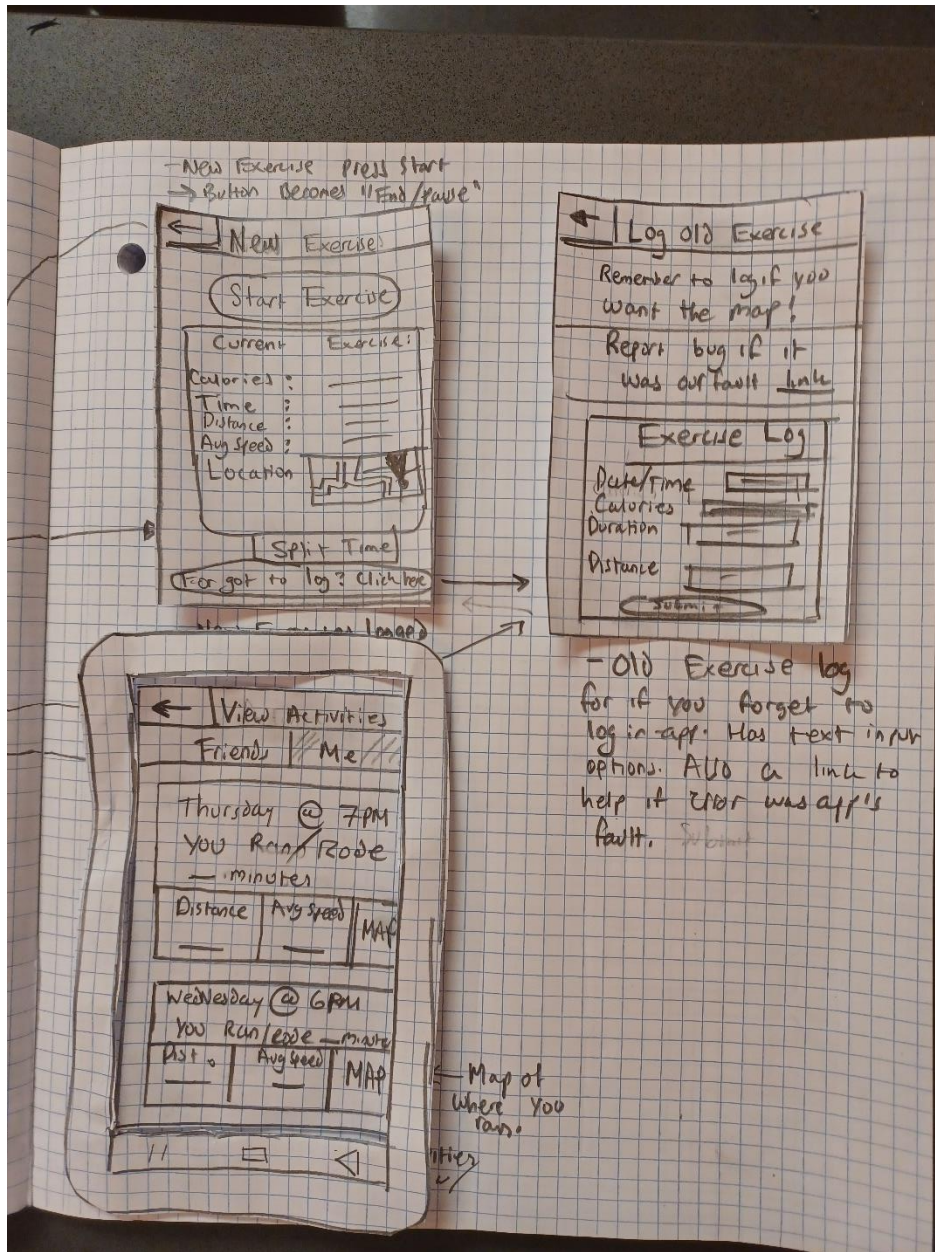 - New Exercise press Start
→ Button Becomes "End/pause"
← New Exercise
Start Exercise
Current Exercise:
Calories :
Time :
Distance :
Avg Speed :
Location
Split Time
Forgot to log? Click here
← Log old Exercise
Remember to log if you
want the map!
Report bug if it
was our fault link
Exercise Log
Date/Time
Calories
Duration
Distance
Submit
- Old Exercise log
for if you forget to
log in-app. Has text input
options. Also a link to
help if error was app's
fault.
← View Activities
Friends Me
Thursday @ 7PM
You Ran/Rode
__ minutes
Distance Avg Speed MAP
Wednesday @ 6PM
You Ran/rode __ minute
Dist. Avg Speed MAP
← Map of
where you
ran.